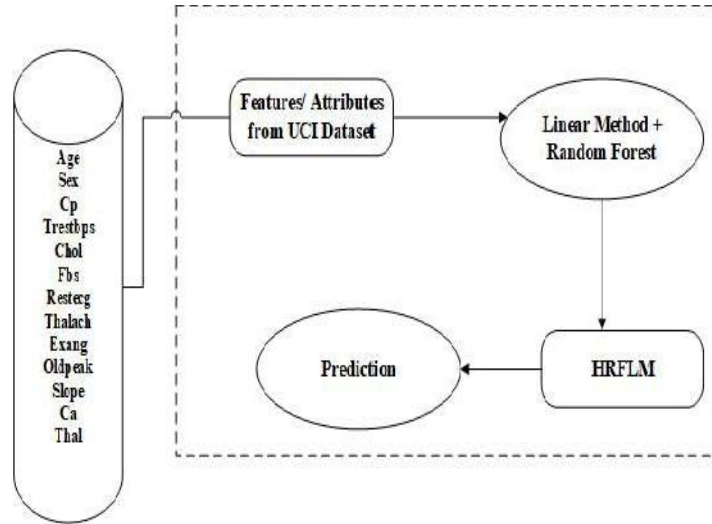 Age
Sex
Cp
Trestbps
Chol
Fbs
Restecg
Thalach
Exang
Oldpeak
Slope
Ca
Thal
Features/ Attributes
from UCI Dataset
Linear Method +
Random Forest
HRFLM
Prediction